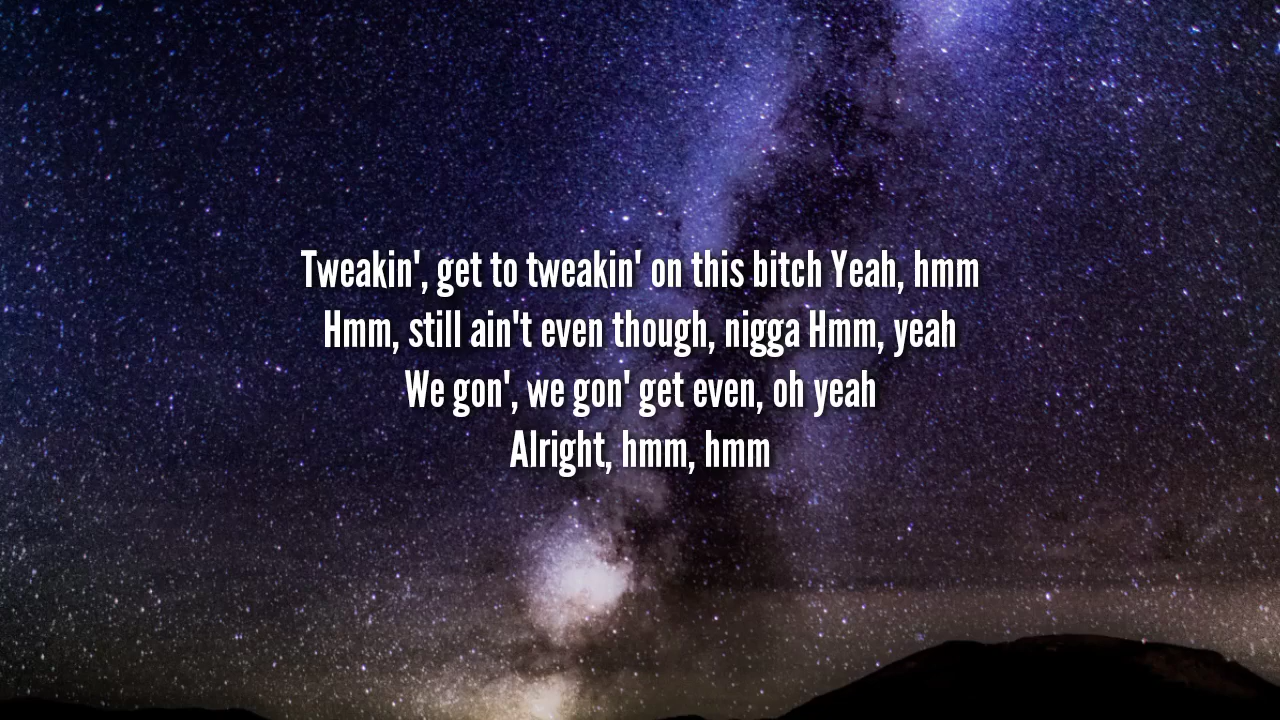 Tweakin', get to tweakin' on this bitch Yeah, hmm
Hmm, still ain't even though, nigga Hmm, yeah
We gon', we gon' get even, oh yeah
Alright, hmm, hmm